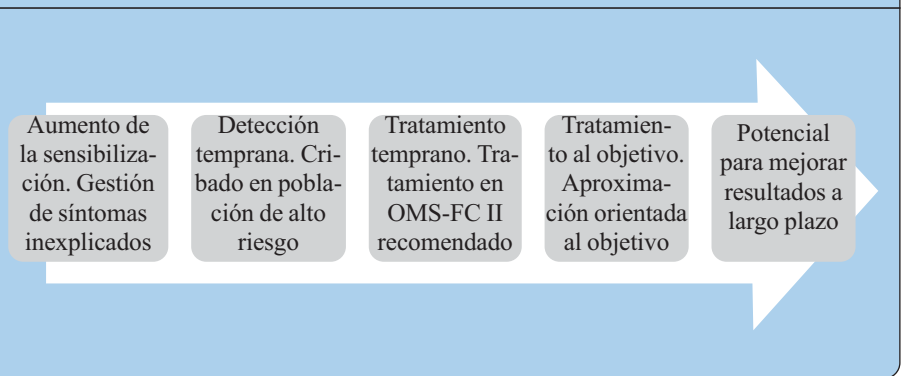 Aumento de
la sensibiliza-
ción. Gestión
de síntomas
inexplicados
Detección
temprana. Cri-
bado en pobla-
ción de alto
riesgo
Tratamiento
temprano. Tra-
tamiento en
OMS-FC II
recomendado
Tratamien-
to al objetivo.
Aproxima-
ción orientada
al objetivo
Potencial
para mejorar
resultados a
largo plazo